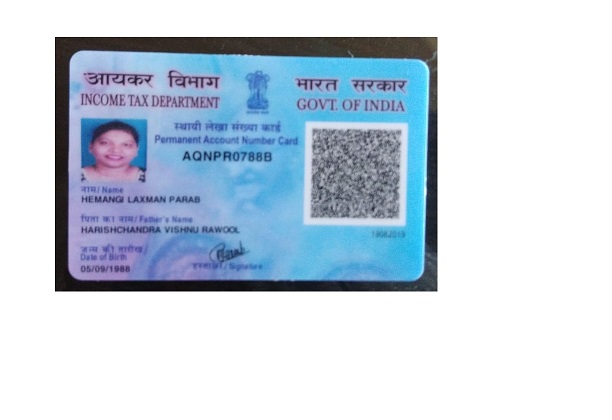 आयकर विभाग
INCOME TAX DEPARTMENT
भारत सरकार
GOVT. OF INDIA
स्थायी लेखा संख्या कार्ड
Permanent Account Number Card
AQNPR0788B
नाम / Name
HEMANGI LAXMAN PARAB
पिता का नाम / Father's Name
HARISHCHANDRA VISHNU RAWOOL
जन्म की तारीख /
Date of Birth
05/09/1988
हस्ताक्षर / Signature